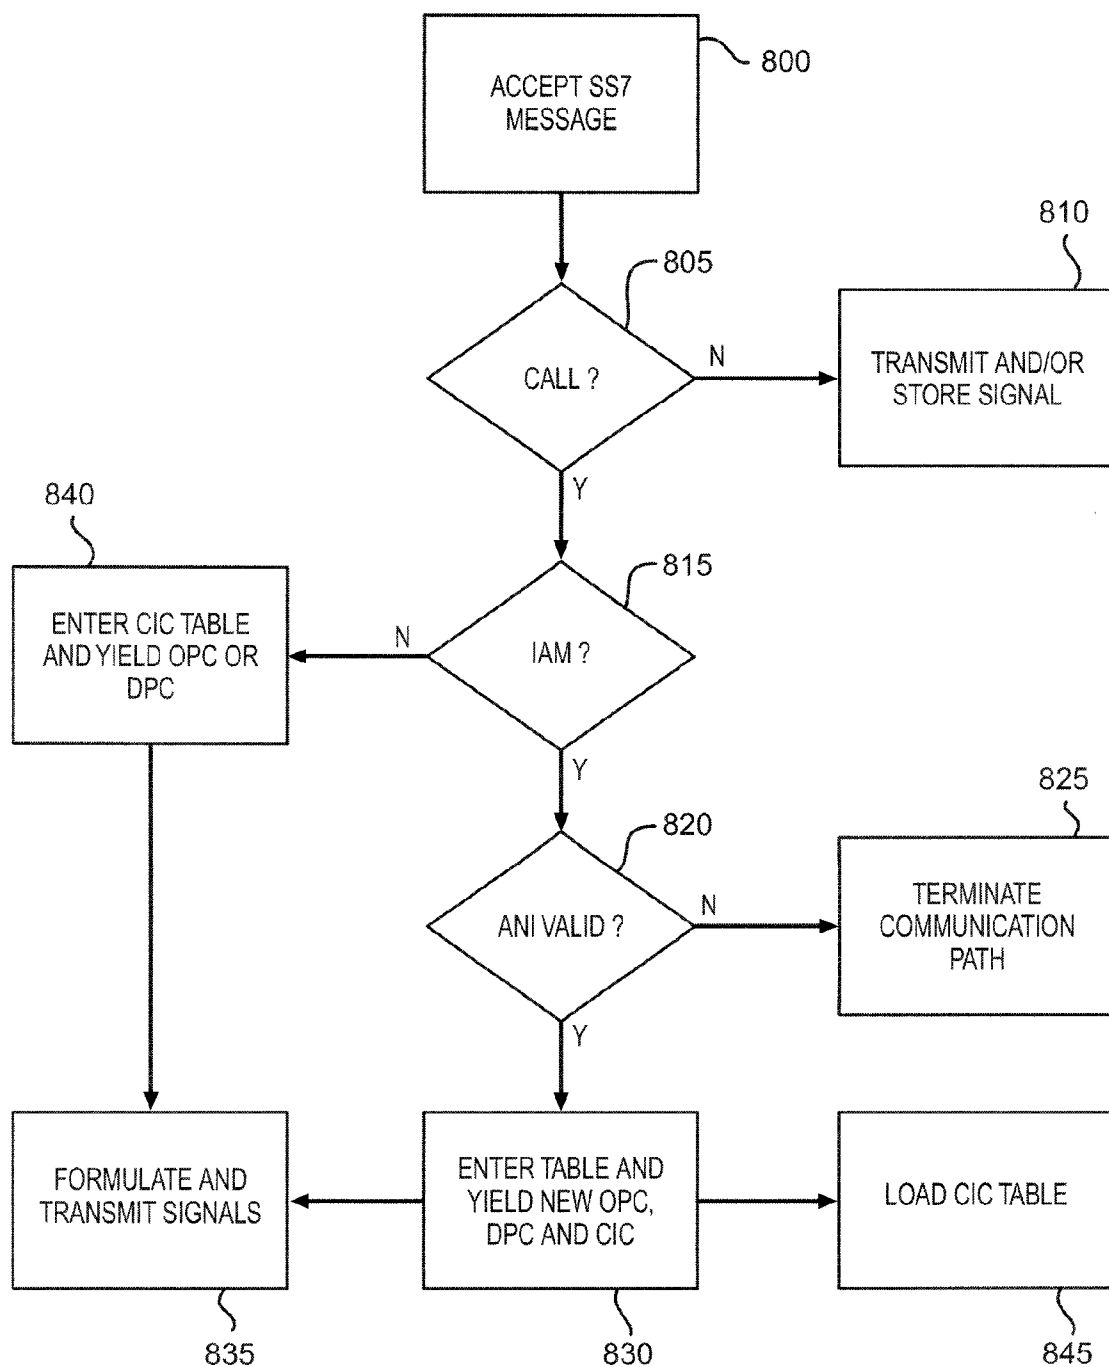 ACCEPT SS7
MESSAGE
800
805
810
CALL ?
N
TRANSMIT AND/OR
STORE SIGNAL
Y
840
815
ENTER CIC TABLE
AND YIELD OPC OR
DPC
N
IAM ?
Y
820
825
ANI VALID ?
N
TERMINATE
COMMUNICATION
PATH
Y
FORMULATE AND
TRANSMIT SIGNALS
ENTER TABLE AND
YIELD NEW OPC,
DPC AND CIC
LOAD CIC TABLE
835
830
845